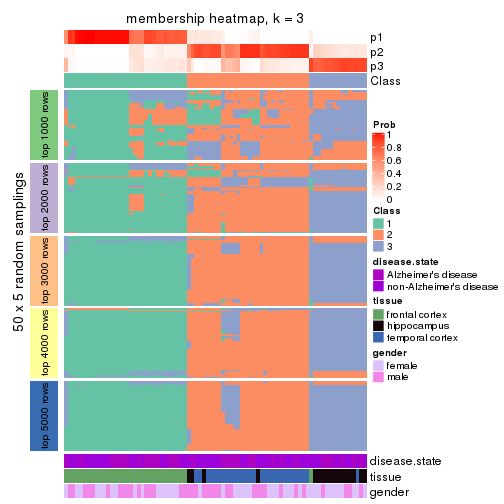 membership heatmap, k = 3
p1
p2
p3
Class
50 x 5 random samplings
top 1000 rows
top 2000 rows
top 3000 rows
top 4000 rows
top 5000 rows
Prob
1
0.8
0.6
0.4
0.2
0
Class
1
2
3
disease.state
Alzheimer's disease
non-Alzheimer's disease
tissue
frontal cortex
hippocampus
temporal cortex
gender
female
male
disease.state
tissue
gender